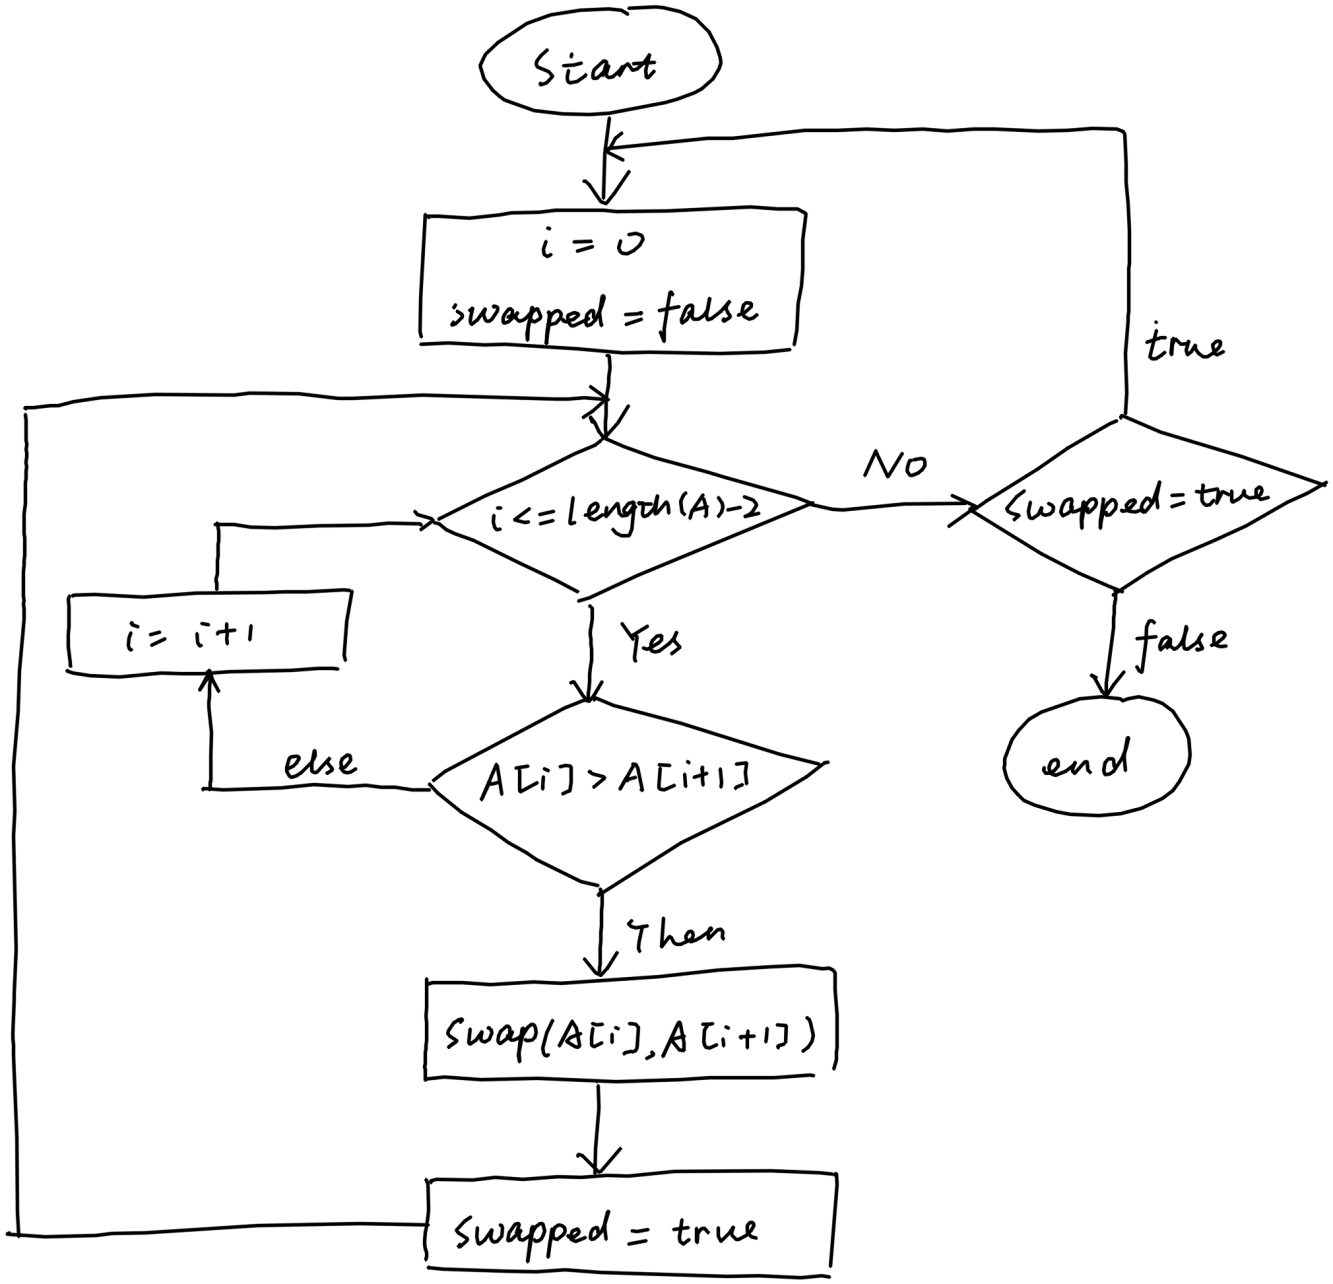 Start
i = 0
swapped = false
true
No
i <= length(A)-2
swapped = true
i = i+1
Yes
false
else
A[i] > A[i+1]
end
Then
Swap(A[i], A[i+1])
Swapped = true